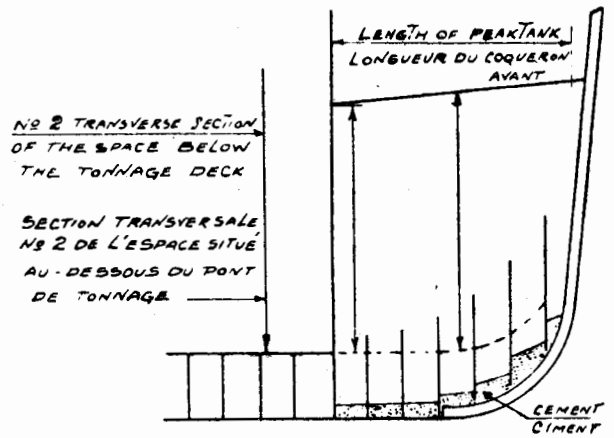 LENGTH OF PEAK TANK
LONGUEUR DU COQUERON
AVANT
Nº 2 TRANSVERSE SECTION
OF THE SPACE BELOW
THE TONNAGE DECK
SECTION TRANSVERSALE
Nº 2 DE L'ESPACE SITUÉ
AU-DESSOUS DU PONT
DE TONNAGE
CEMENT
CIMENT